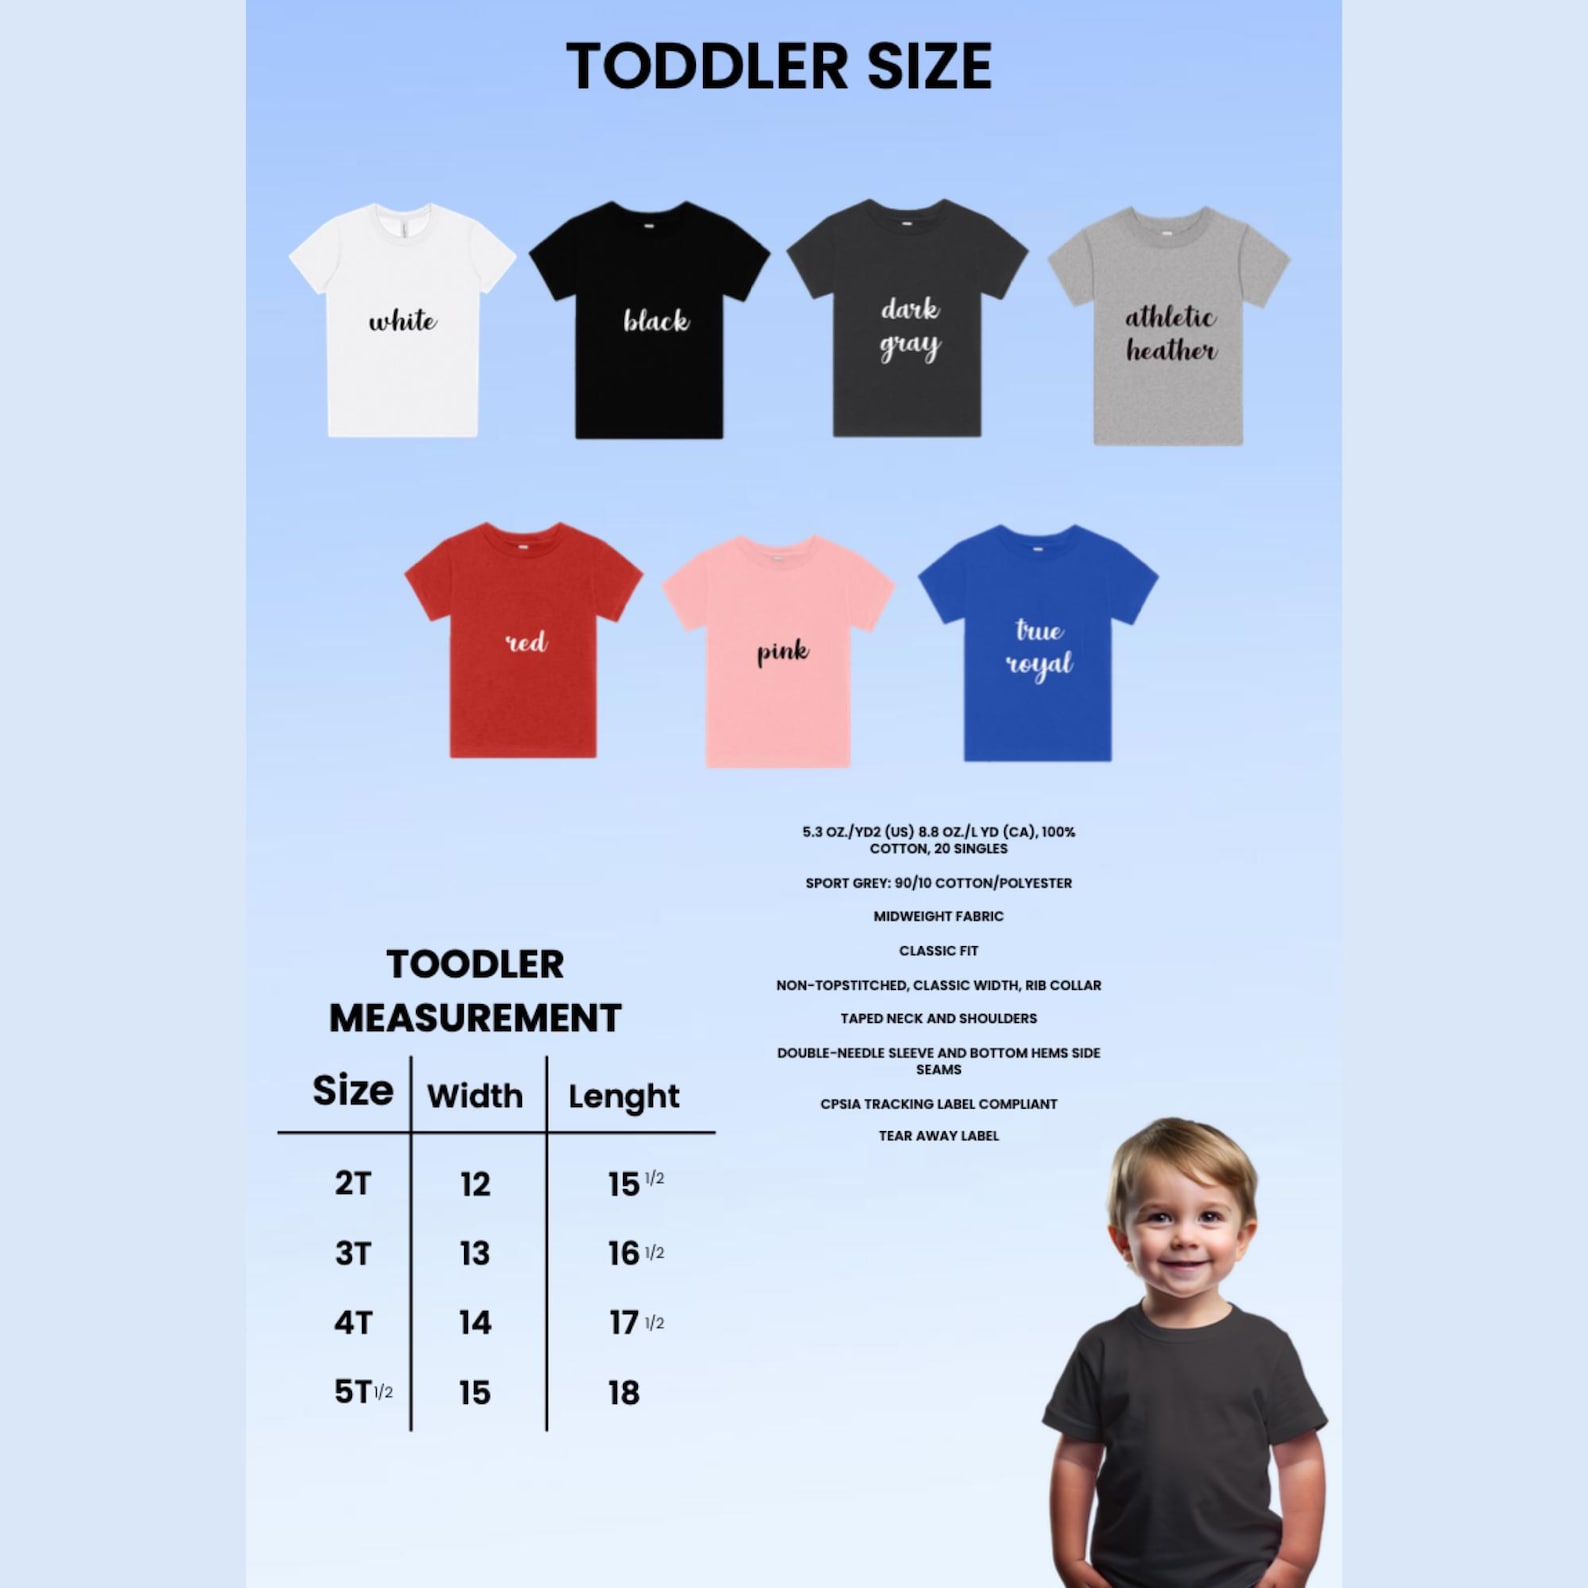 TODDLER SIZE
white
black
dark
gray
athletic
heather
red
pink
true
royal
5.3 OZ./YD2 (US) 8.8 OZ./L YD (CA), 100%
COTTON, 20 SINGLES
SPORT GREY: 90/10 COTTON/POLYESTER
MIDWEIGHT FABRIC
CLASSIC FIT
NON-TOPSTITCHED, CLASSIC WIDTH, RIB COLLAR
TAPED NECK AND SHOULDERS
DOUBLE-NEEDLE SLEEVE AND BOTTOM HEMS SIDE
SEAMS
CPSIA TRACKING LABEL COMPLIANT
TEAR AWAY LABEL
TOODLER
MEASUREMENT
Size Width Lenght
2T 12 15 1/2
3T 13 16 1/2
4T 14 17 1/2
5T 1/2 15 18